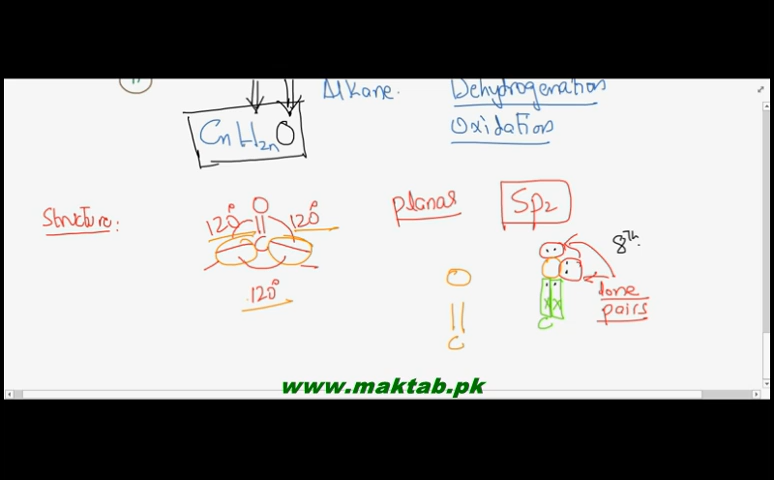 Alkane.
Dehydrogenation
CnH2nO
Oxidation
Structure:
O
120° 120°
C
120°
planar
Sp2
8th
lone
pairs
O
C
C
www.maktab.pk